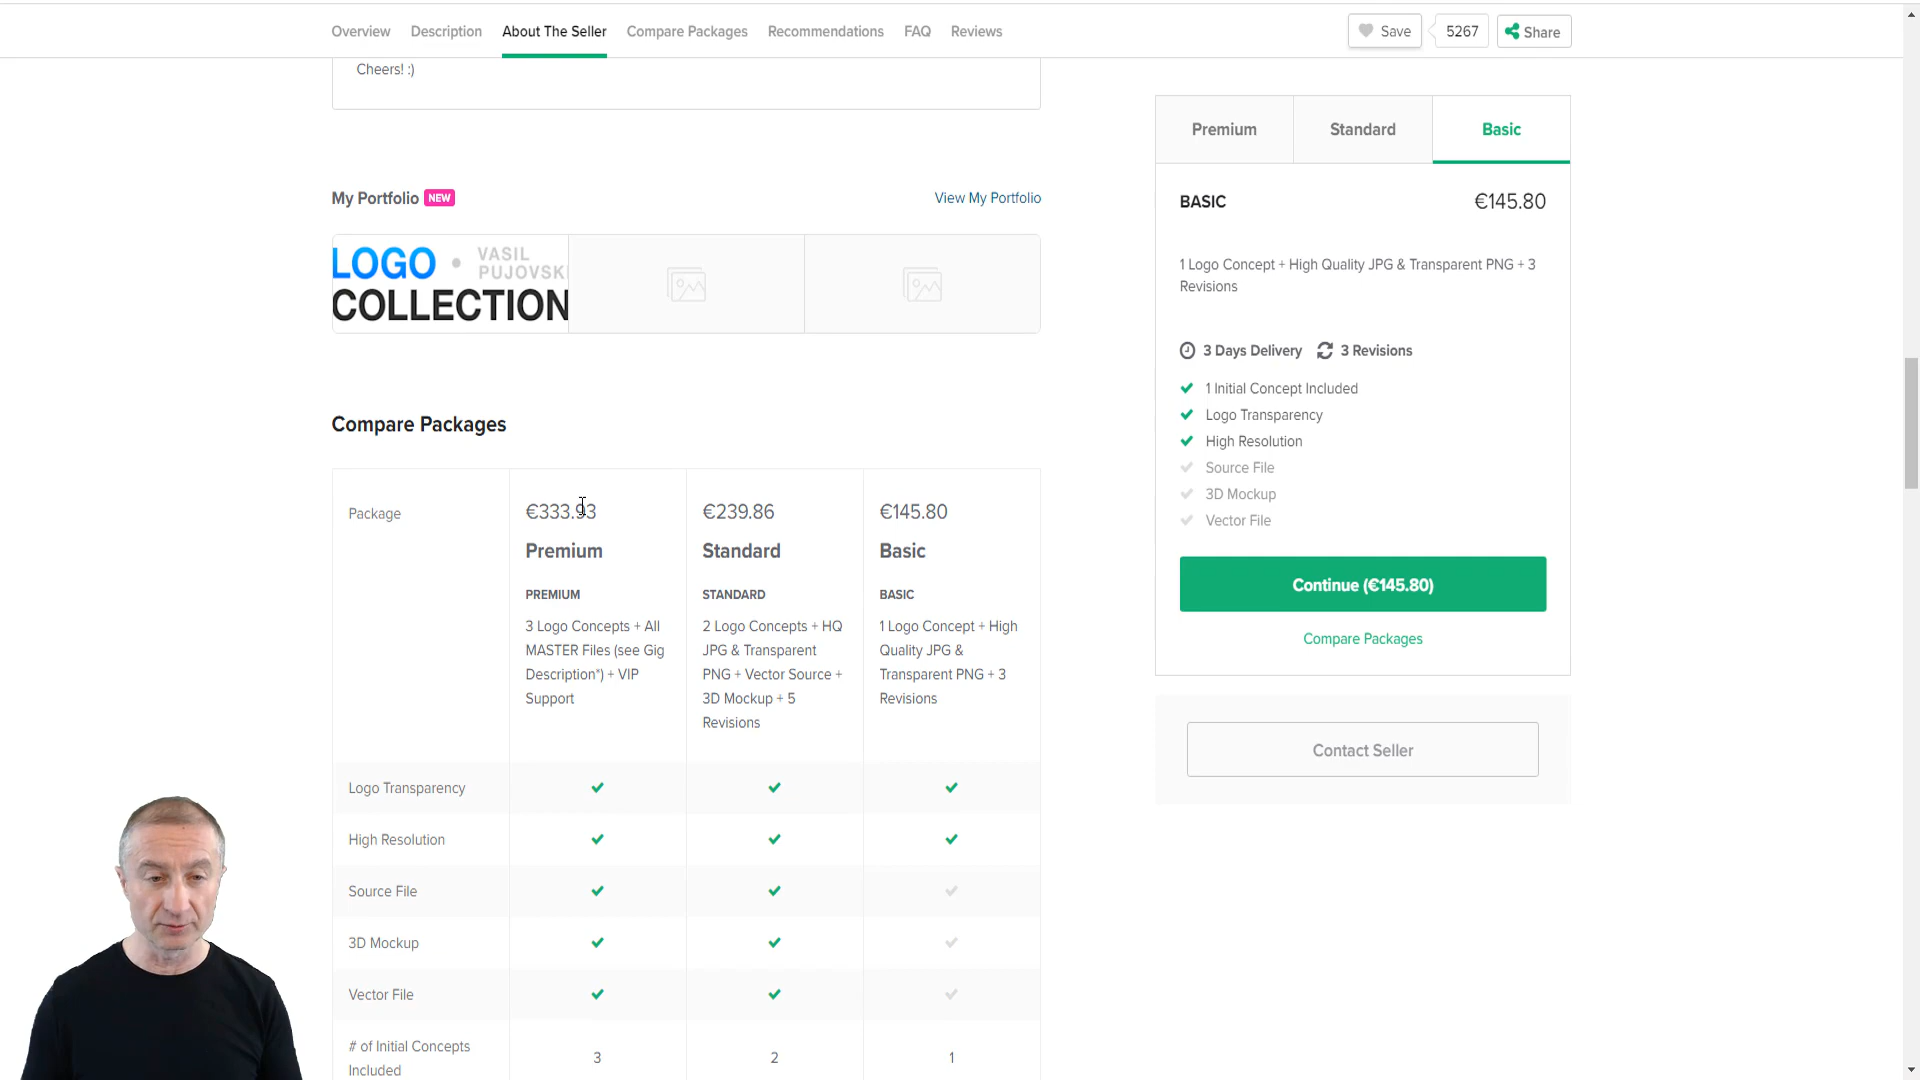 Overview Description About The Seller Compare Packages Recommendations FAQ Reviews
Save 5267 Share
Cheers! :)
My Portfolio NEW View My Portfolio
LOGO • VASIL PUJOVSKI
COLLECTION
Compare Packages
Package
€333.93
Premium
PREMIUM
3 Logo Concepts + All
MASTER Files (see Gig
Description*) + VIP
Support
€239.86
Standard
STANDARD
2 Logo Concepts + HQ
JPG & Transparent
PNG + Vector Source +
3D Mockup + 5
Revisions
€145.80
Basic
BASIC
1 Logo Concept + High
Quality JPG &
Transparent PNG + 3
Revisions
Logo Transparency
High Resolution
Source File
3D Mockup
Vector File
# of Initial Concepts
Included
3 2 1
Premium Standard Basic
BASIC €145.80
1 Logo Concept + High Quality JPG & Transparent PNG + 3
Revisions
3 Days Delivery 3 Revisions
1 Initial Concept Included
Logo Transparency
High Resolution
Source File
3D Mockup
Vector File
Continue (€145.80)
Compare Packages
Contact Seller